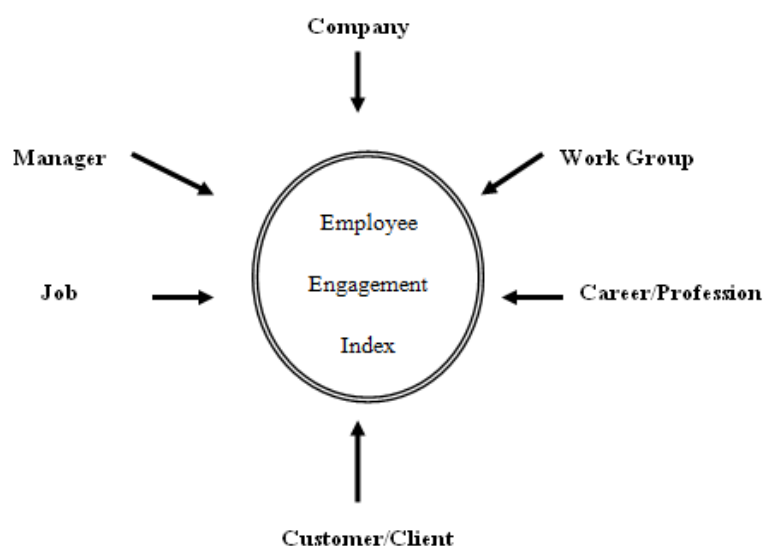 Company
Manager
Work Group
Employee
Engagement
Index
Job
Career/Profession
Customer/Client